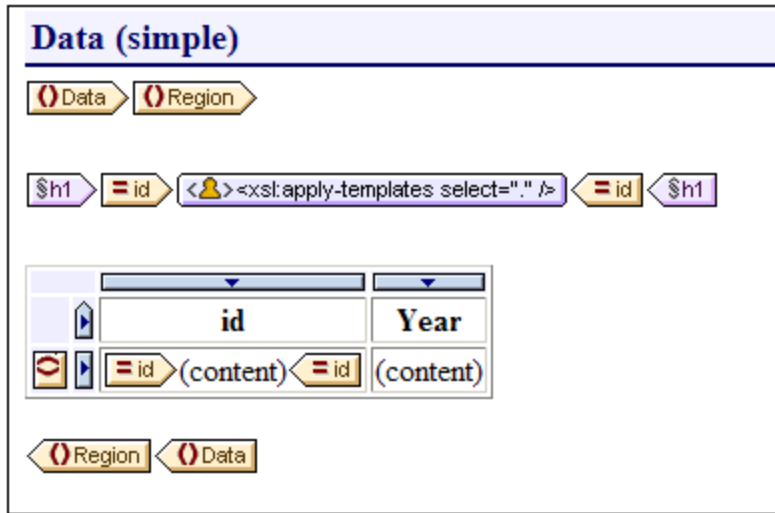 Data (simple)
() Data () Region
§h1 = id < ><xsl:apply-templates select="." /> = id §h1
id Year
= id (content) = id (content)
() Region () Data